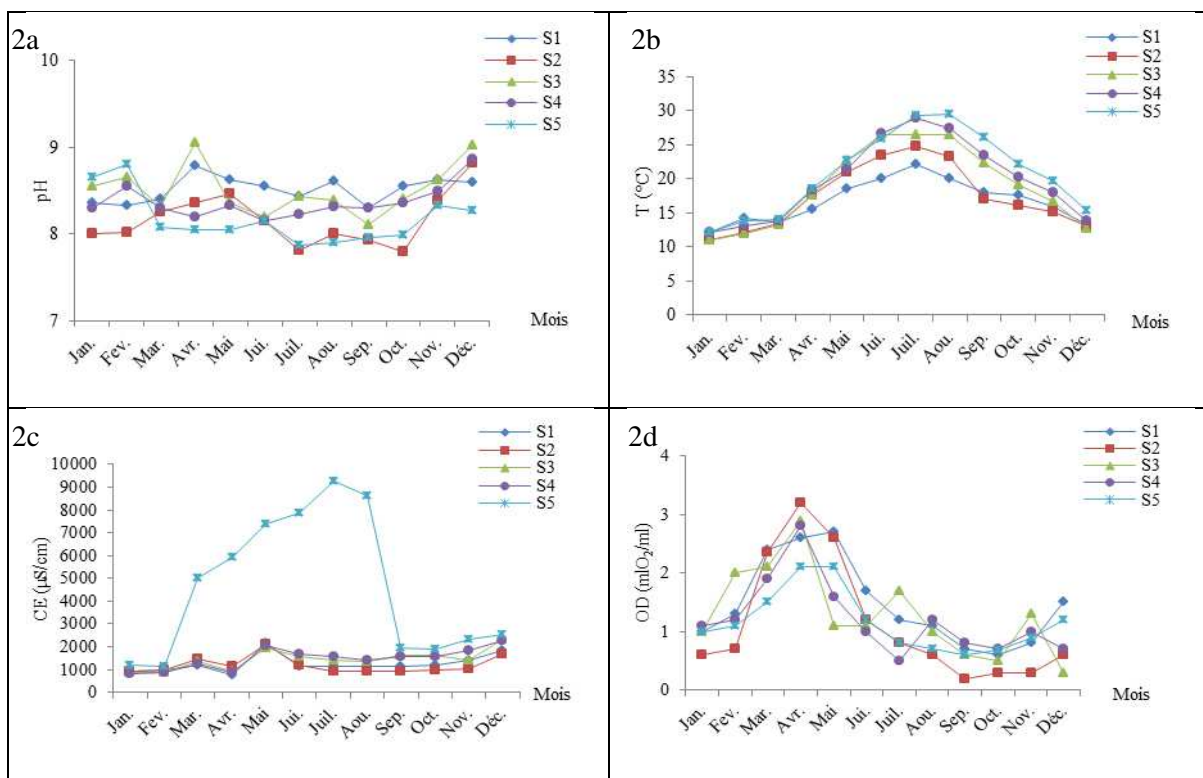 2a
S1
S2
S3
S4
S5
10
9
8
7
pH
Mois
Jan.
Fev.
Mar.
Avr.
Mai
Jui.
Juil.
Aou.
Sep.
Oct.
Nov.
Déc.
2b
S1
S2
S3
S4
S5
35
30
25
20
15
10
5
0
T (°C)
Mois
Jan.
Fev.
Mar.
Avr.
Mai
Jui.
Juil.
Aou.
Sep.
Oct.
Nov.
Déc.
2c
S1
S2
S3
S4
S5
10000
9000
8000
7000
6000
5000
4000
3000
2000
1000
0
CE (µS/cm)
Mois
Jan.
Fev.
Mar.
Avr.
Mai
Jui.
Juil.
Aou.
Sep.
Oct.
Nov.
Déc.
2d
S1
S2
S3
S4
S5
4
3
2
1
0
OD (mlO₂/ml)
Mois
Jan.
Fev.
Mar.
Avr.
Mai
Jui.
Juil.
Aou.
Sep.
Oct.
Nov.
Déc.